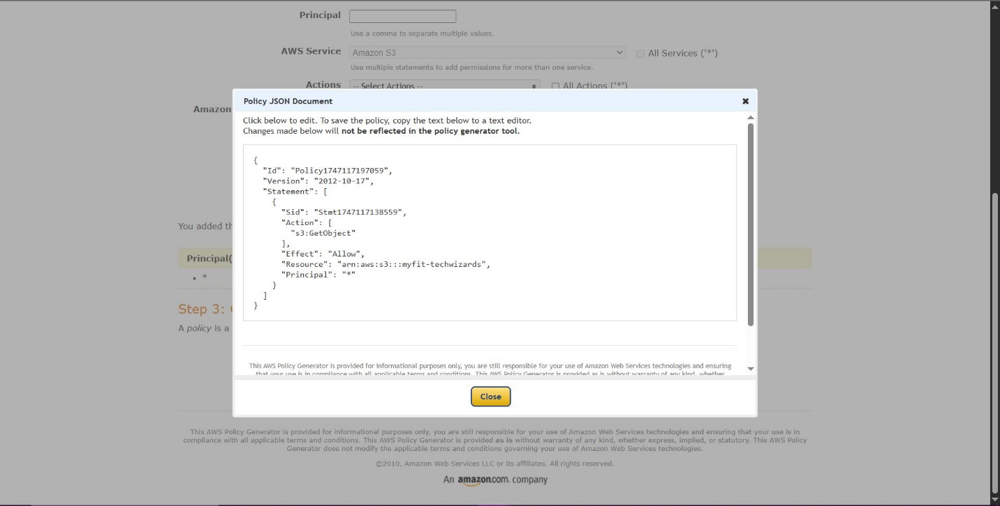 Principal
Use a comma to separate multiple values.
AWS Service Amazon S3 All Services ('*')
Use multiple statements to add permissions for more than one service.
Actions -- Select Actions -- All Actions ('*')
Amazon
Policy JSON Document
Click below to edit. To save the policy, copy the text below to a text editor.
Changes made below will not be reflected in the policy generator tool.
{
"Id": "Policy1747117197059",
"Version": "2012-10-17",
"Statement": [
{
"Sid": "Stmt1747117138559",
"Action": [
"s3:GetObject"
],
"Effect": "Allow",
"Resource": "arn:aws:s3:::myfit-techwizards",
"Principal": "*"
}
]
}
You added th
Principal(
• *
Step 3:
A policy is a
This AWS Policy Generator is provided for informational purposes only, you are still responsible for your use of Amazon Web Services technologies and ensuring
that your use is in compliance with all applicable terms and conditions. This AWS Policy Generator is provided as is without warranty of any kind, whether
Close
This AWS Policy Generator is provided for informational purposes only, you are still responsible for your use of Amazon Web Services technologies and ensuring that your use is in
compliance with all applicable terms and conditions. This AWS Policy Generator is provided as is without warranty of any kind, whether express, implied, or statutory. This AWS Policy
Generator does not modify the applicable terms and conditions governing your use of Amazon Web Services technologies.
©2010, Amazon Web Services LLC or its affiliates. All rights reserved.
An amazon.com. company